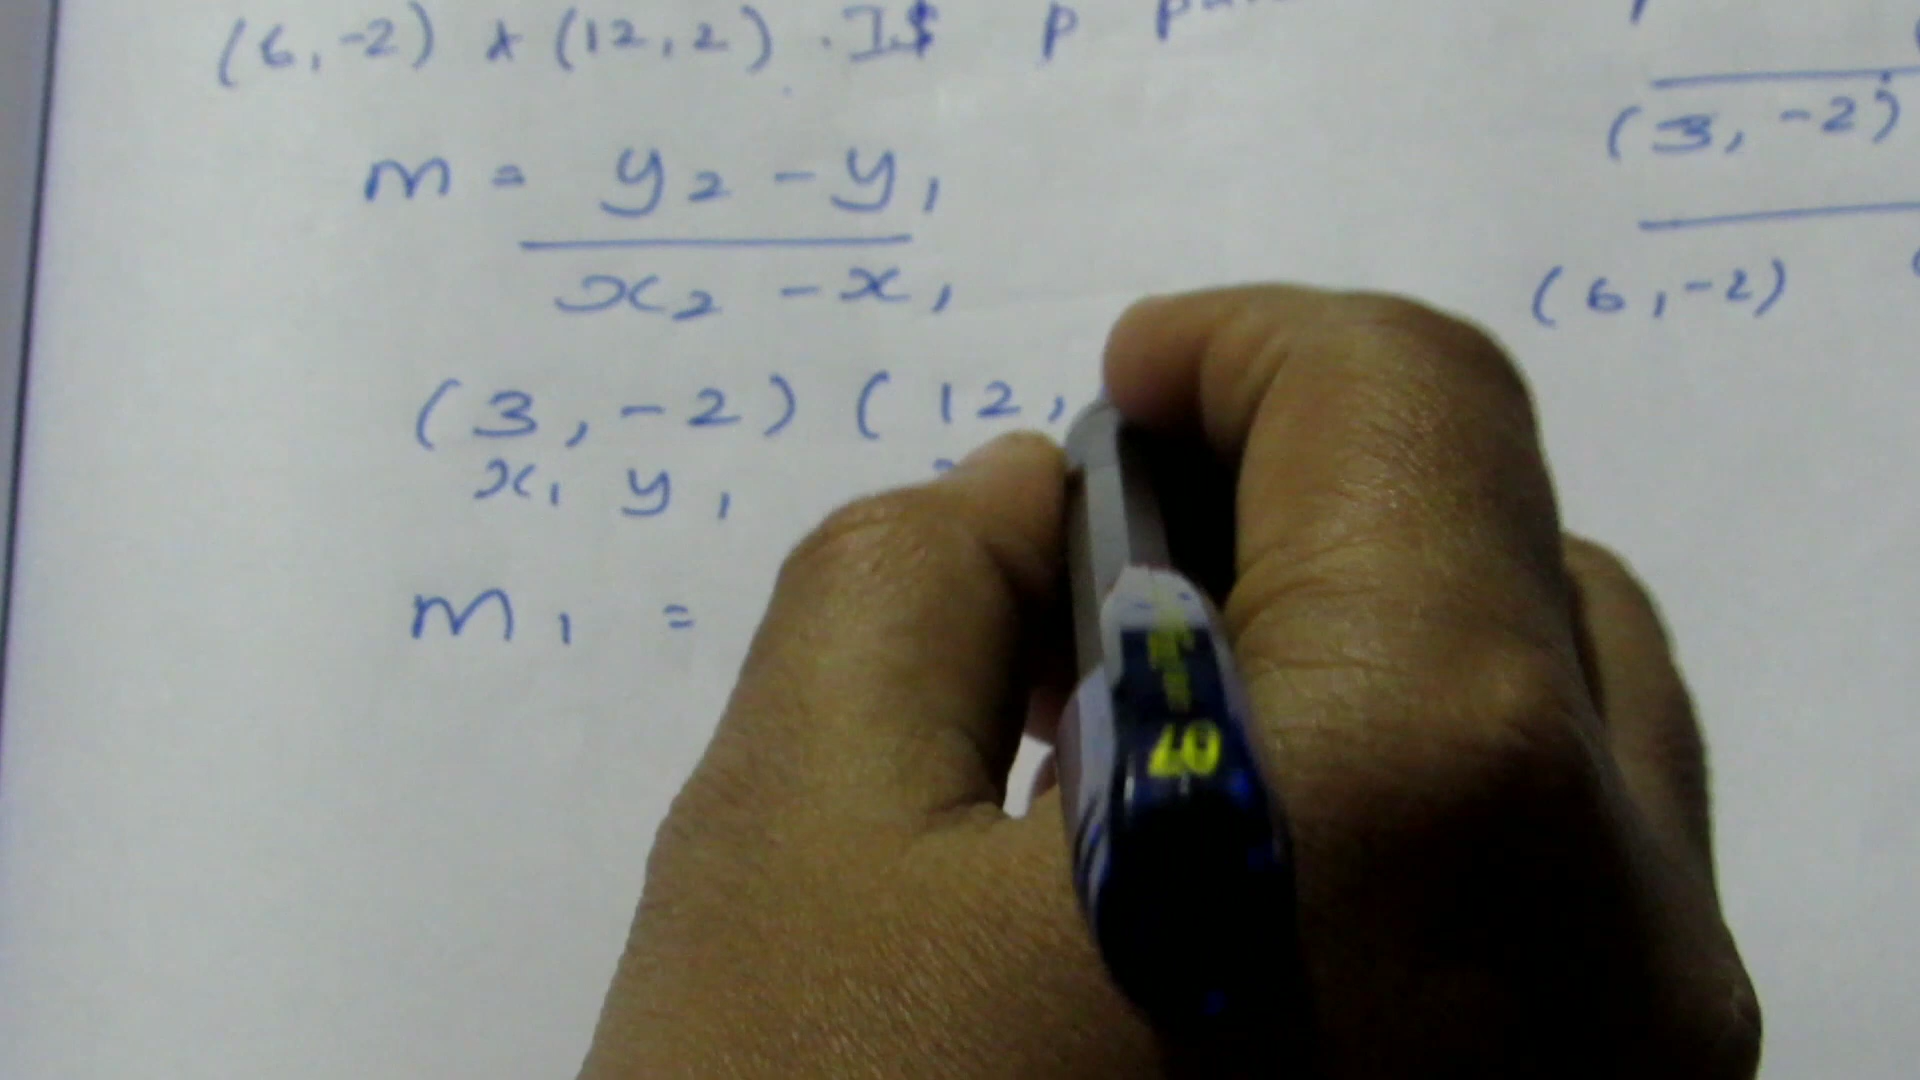 (6,-2) & (12,2). Is p
(3,-2)
m = y₂ - y₁
x₂ - x₁
(6,-2)
(3,-2) (12,
x₁ y₁
m₁ =